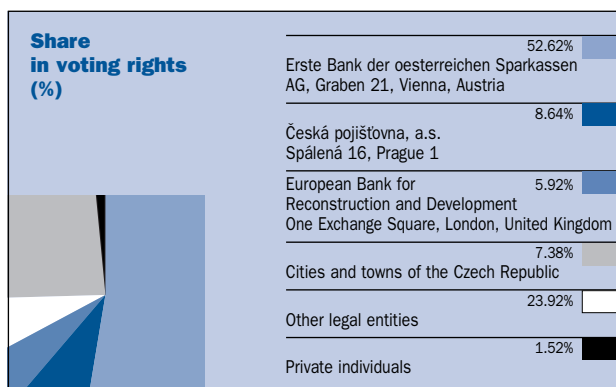 Share
in voting rights
(%)
52.62%
Erste Bank der oesterreichen Sparkassen
AG, Graben 21, Vienna, Austria
8.64%
Česká pojišťovna, a.s.
Spálená 16, Prague 1
European Bank for 5.92%
Reconstruction and Development
One Exchange Square, London, United Kingdom
7.38%
Cities and towns of the Czech Republic
23.92%
Other legal entities
1.52%
Private individuals